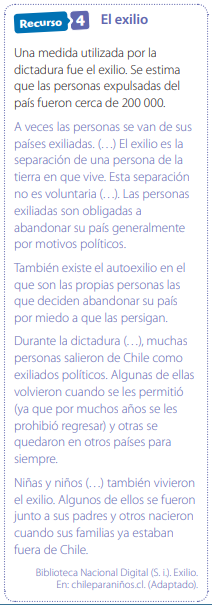 Recurso 4 El exilio
Una medida utilizada por la
dictadura fue el exilio. Se estima
que las personas expulsadas del
país fueron cerca de 200 000.
A veces las personas se van de sus
países exiliadas. (…) El exilio es la
separación de una persona de la
tierra en que vive. Esta separación
no es voluntaria (…). Las personas
exiliadas son obligadas a
abandonar su país generalmente
por motivos políticos.
También existe el autoexilio en el
que son las propias personas las
que deciden abandonar su país
por miedo a que las persigan.
Durante la dictadura (…), muchas
personas salieron de Chile como
exiliados políticos. Algunas de ellas
volvieron cuando se les permitió
(ya que por muchos años se les
prohibió regresar) y otras se
quedaron en otros países para
siempre.
Niñas y niños (…) también vivieron
el exilio. Algunos de ellos se fueron
junto a sus padres y otros nacieron
cuando sus familias ya estaban
fuera de Chile.
Biblioteca Nacional Digital (S. i.). Exilio.
En: chileparaniños.cl. (Adaptado).